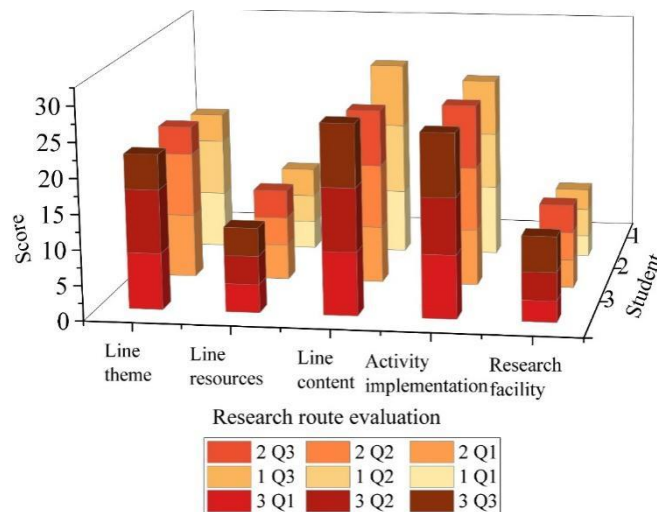 30
25
20
15
10
5
0
Score
Line theme
Line resources
Line content
Activity implementation
Research facility
1
2
3
Student
Research route evaluation
2 Q3 2 Q2 2 Q1
1 Q3 1 Q2 1 Q1
3 Q1 3 Q2 3 Q3